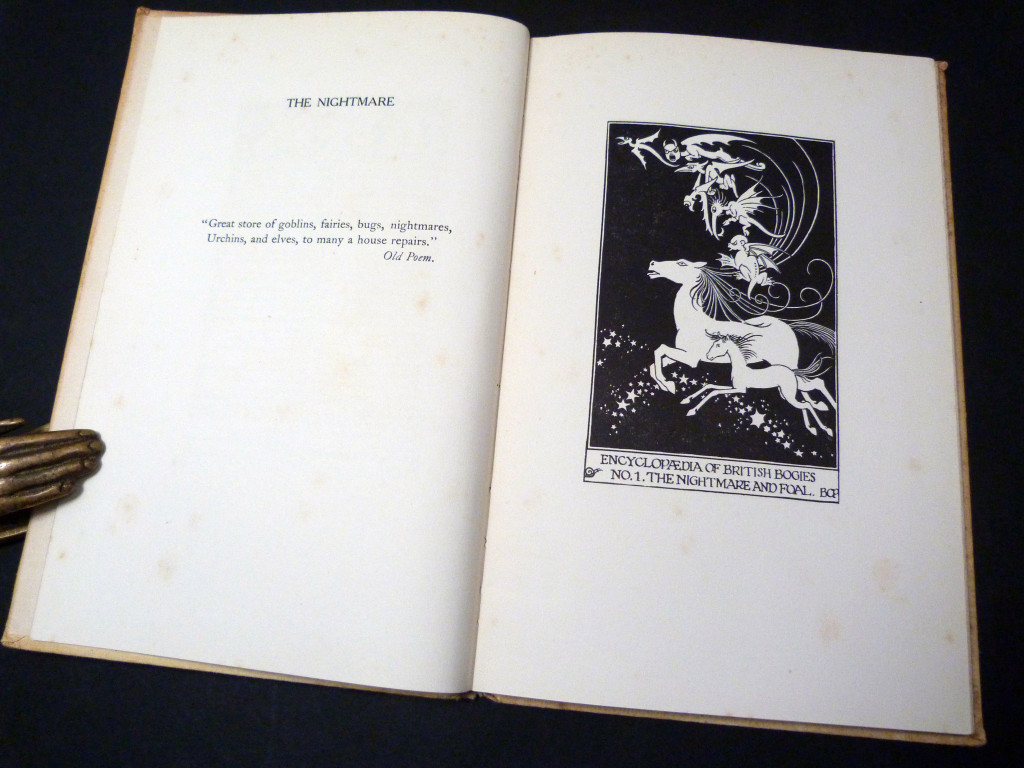 THE NIGHTMARE
"Great store of goblins, fairies, bugs, nightmares,
Urchins, and elves, to many a house repairs."
Old Poem.
ENCYCLOPÆDIA OF BRITISH BOGIES
NO. 1. THE NIGHTMARE AND FOAL.. BCP